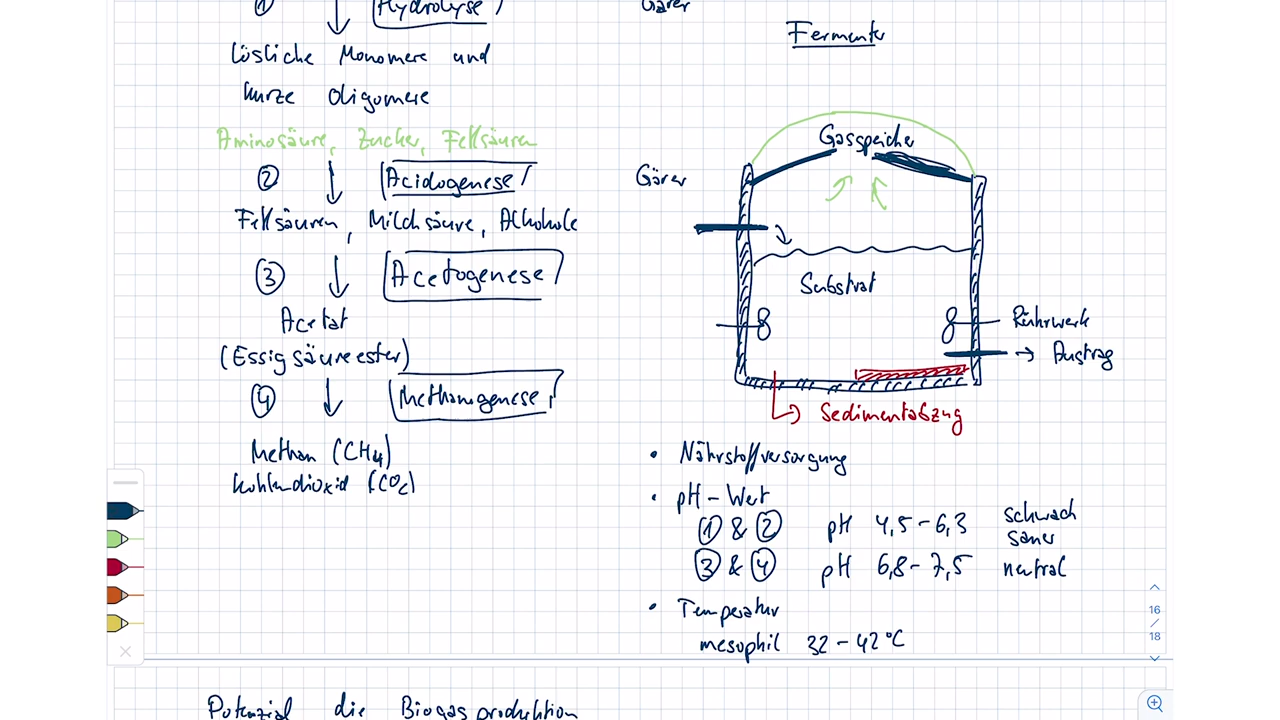 ① Hydrolyse
lösliche Monomere und
kurze Oligomere
Aminosäure, Zucker, Fettsäuren
② Acidogenese
Fettsäuren, Milchsäure, Alkohole
③ Acetogenese
Acetat
(Essigsäureester)
④ Methanogenese
Methan (CH4)
Kohlendioxid (CO2)
Gärer
Fermenter
Gasspeicher
Gärer
Substrat
Rührwerk
→ Austrag
Sedimentabzug
• Nährstoffversorgung
• pH-Wert
① & ② pH 4,5 - 6,3 schwach
sauer
③ & ④ pH 6,8 - 7,5 neutral
• Temperatur
mesophil 32 - 42 °C
16
/
18
Potenzial die Biogasproduktion